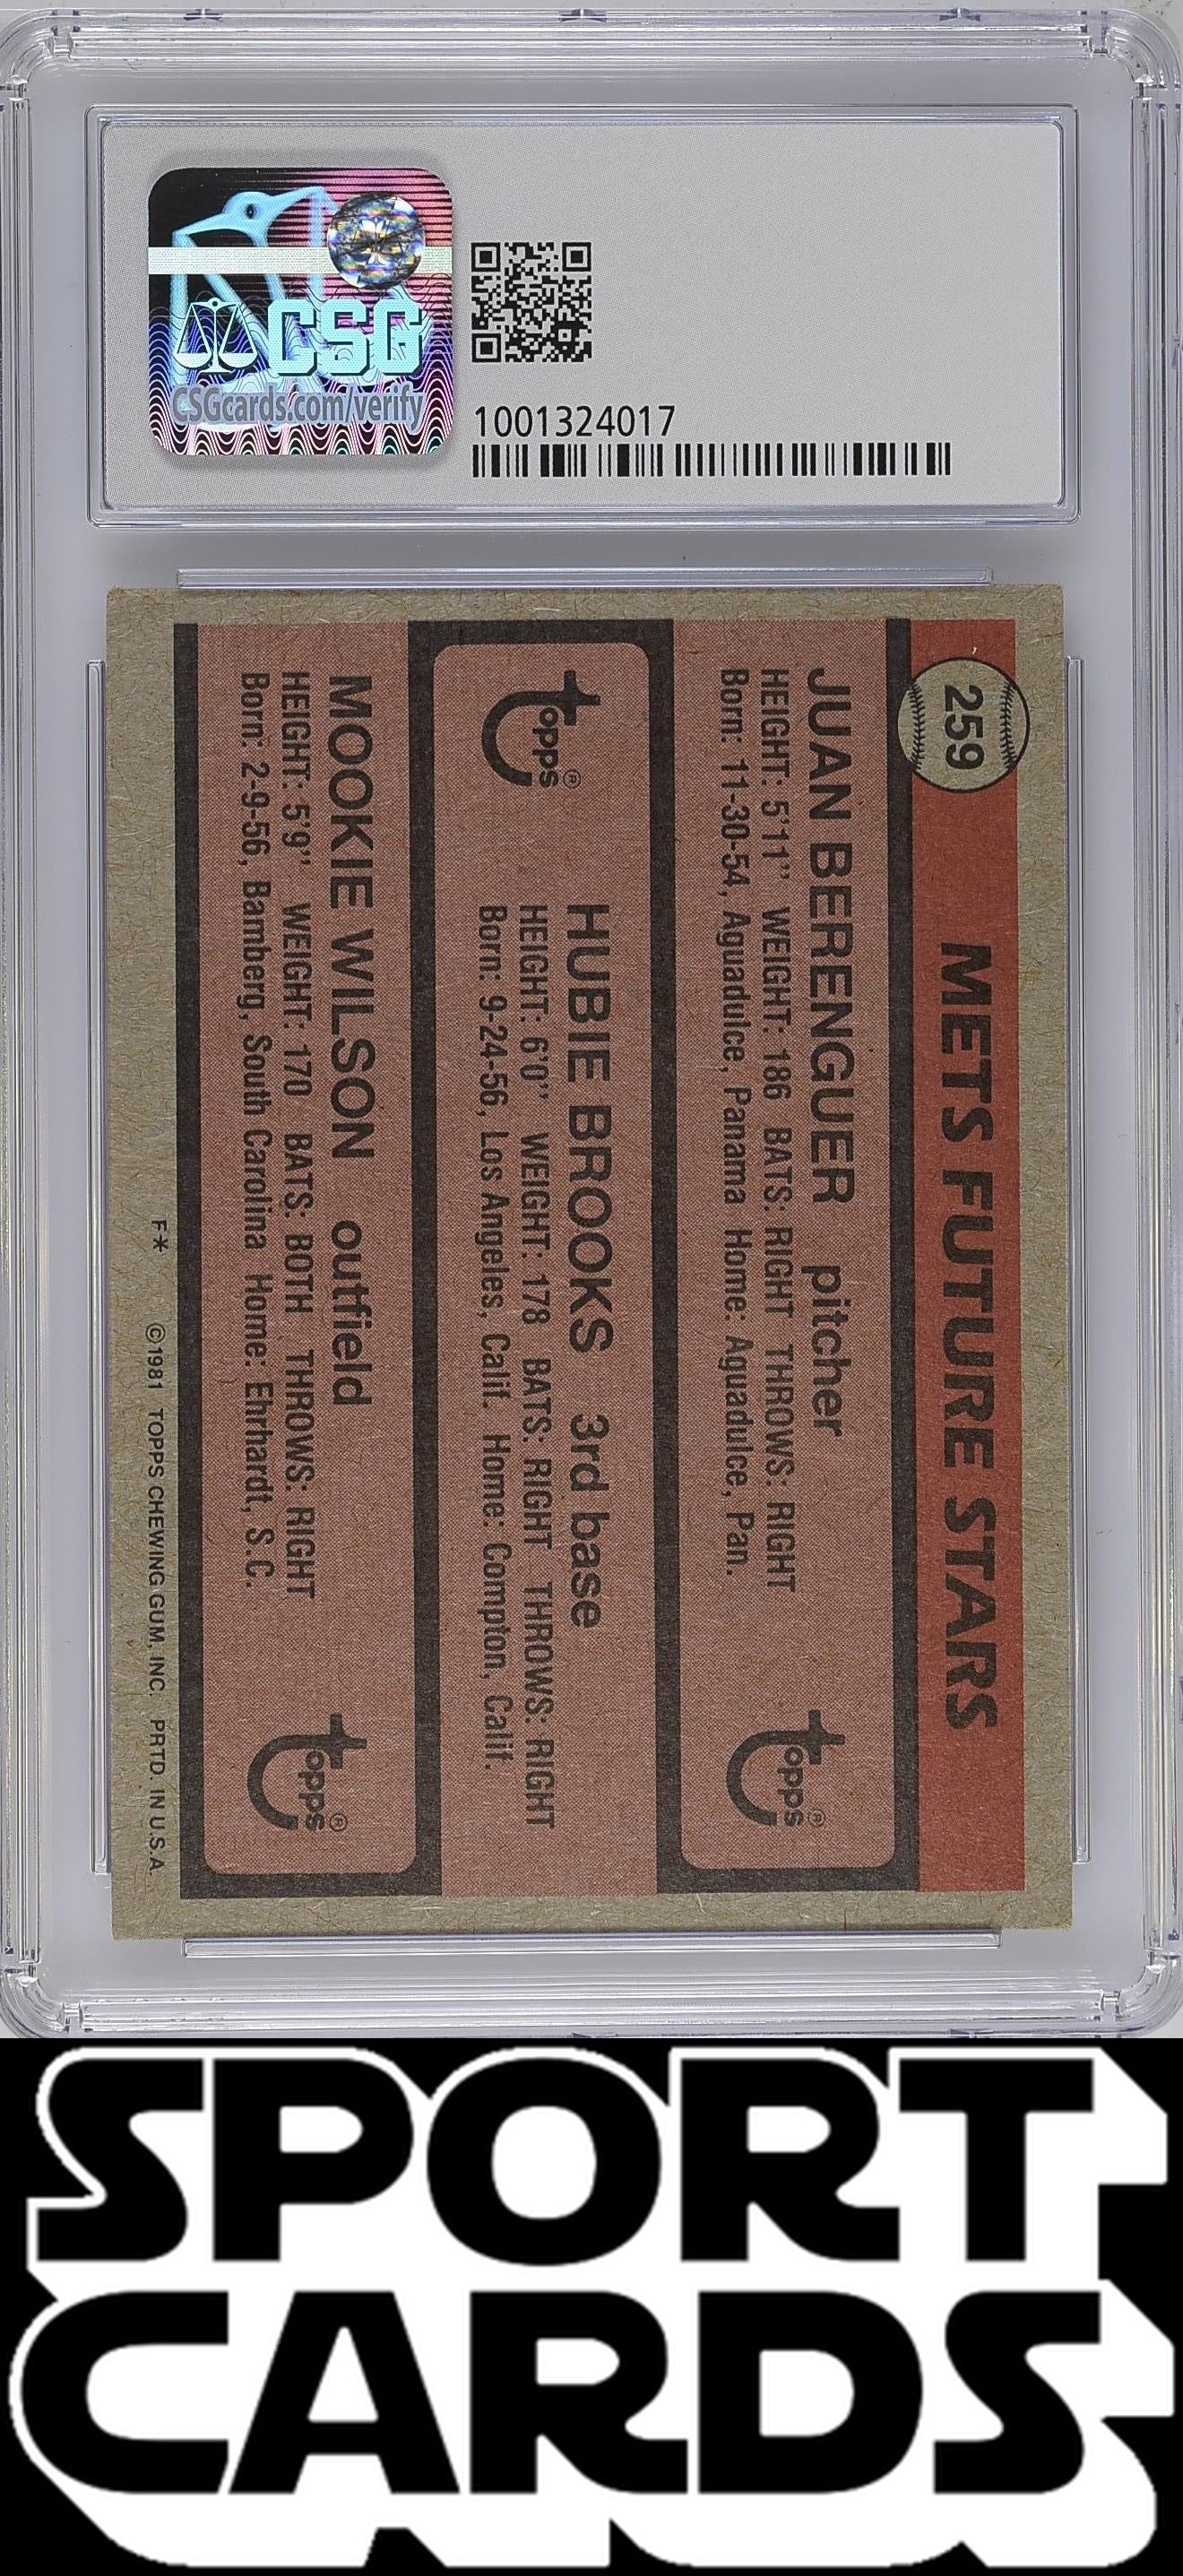 CSG
CSGcards.com/verify
1001324017
259
METS FUTURE STARS
JUAN BERENGUER pitcher
HEIGHT: 5'11" WEIGHT: 186 BATS: RIGHT THROWS: RIGHT
Born: 11-30-54, Aguadulce, Panama Home: Aguadulce, Pan.
topps®
topps®
HUBIE BROOKS 3rd base
HEIGHT: 6'0" WEIGHT: 178 BATS: RIGHT THROWS: RIGHT
Born: 9-24-56, Los Angeles, Calif. Home: Compton, Calif.
MOOKIE WILSON outfield
HEIGHT: 5'9" WEIGHT: 170 BATS: BOTH THROWS: RIGHT
Born: 2-9-56, Bamberg, South Carolina Home: Ehrhardt, S.C.
topps®
F* ©1981 TOPPS CHEWING GUM, INC. PRTD. IN U.S.A.
SPORT
CARDS